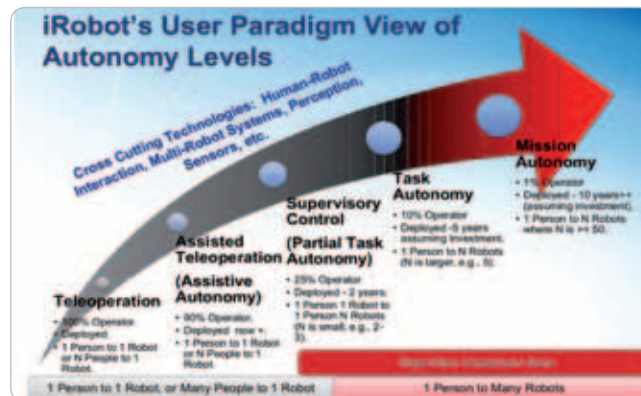 iRobot's User Paradigm View of
Autonomy Levels
Cross Cutting Technologies: Human-Robot
Interaction, Multi-Robot Systems, Perception,
Sensors, etc.
Teleoperation
• 100% Operator.
• Deployed.
• 1 Person to 1 Robot
or N People to 1
Robot.
Assisted
Teleoperation
(Assistive
Autonomy)
• 90% Operator.
• Deployed now +.
• 1 Person to 1 Robot
or N People to 1
Robot.
Supervisory
Control
(Partial Task
Autonomy)
• 25% Operator
• Deployed - 2 years.
• 1 Person 1 Robot to
1 Person N Robots
(N is small, e.g., 2-
3).
Task
Autonomy
• 10% Operator
• Deployed -5 years
assuming investment.
• 1 Person to N Robots
(N is larger, e.g., 5).
Mission
Autonomy
• 1% Operator
• Deployed - 10 years++
(assuming investment).
• 1 Person to N Robots
where N is >= 50.
1 Person to 1 Robot, or Many People to 1 Robot
1 Person to Many Robots